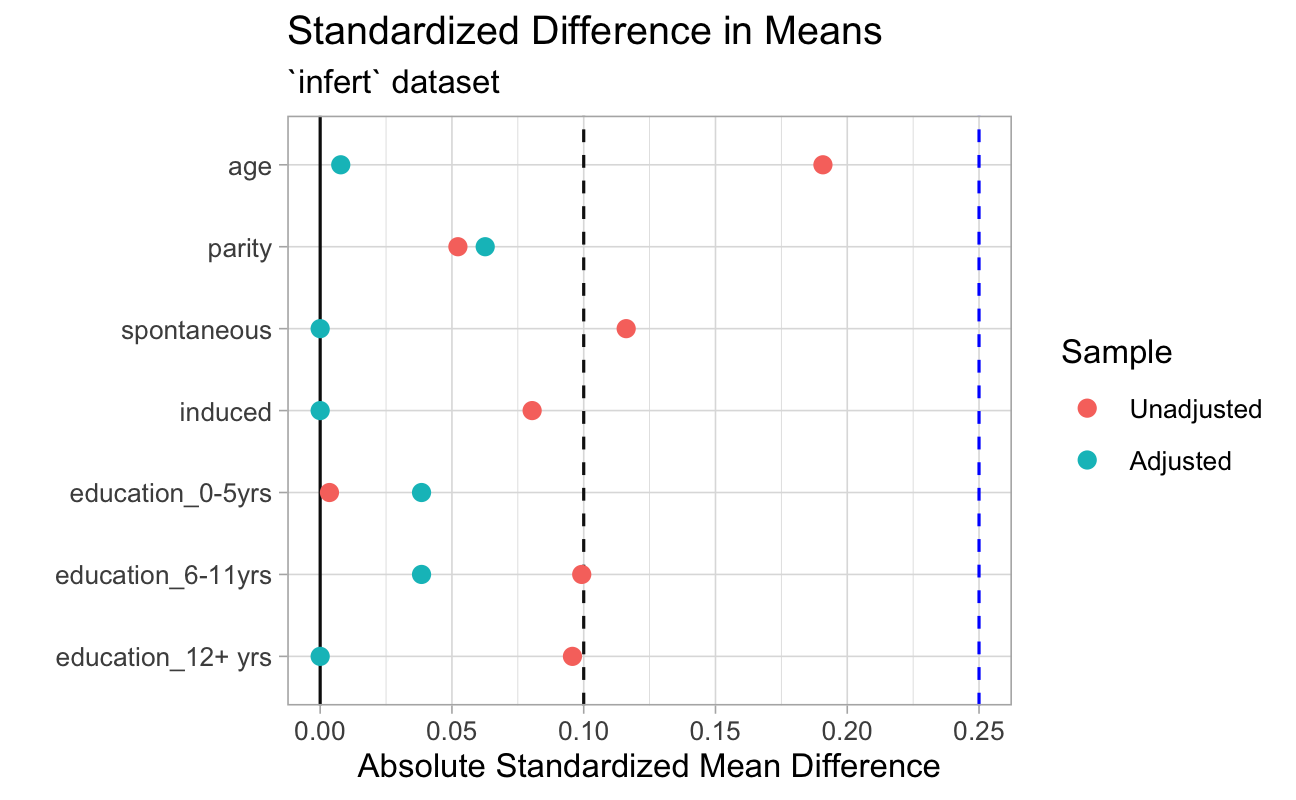 Standardized Difference in Means
`infert` dataset
age
parity
spontaneous
induced
education_0-5yrs
education_6-11yrs
education_12+ yrs
0.00 0.05 0.10 0.15 0.20 0.25
Absolute Standardized Mean Difference
Sample
Unadjusted
Adjusted